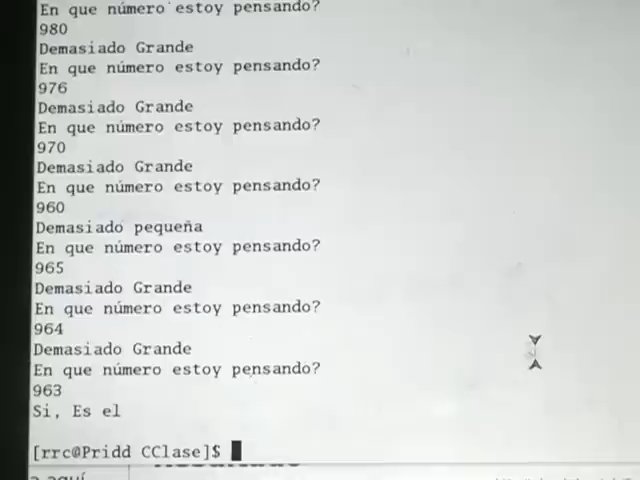 En que número estoy pensando?
980
Demasiado Grande
En que número estoy pensando?
976
Demasiado Grande
En que número estoy pensando?
970
Demasiado Grande
En que número estoy pensando?
960
Demasiado pequeña
En que número estoy pensando?
965
Demasiado Grande
En que número estoy pensando?
964
Demasiado Grande
En que número estoy pensando?
963
Si, Es el
[rrc@Pridd CClase]$
a aquí